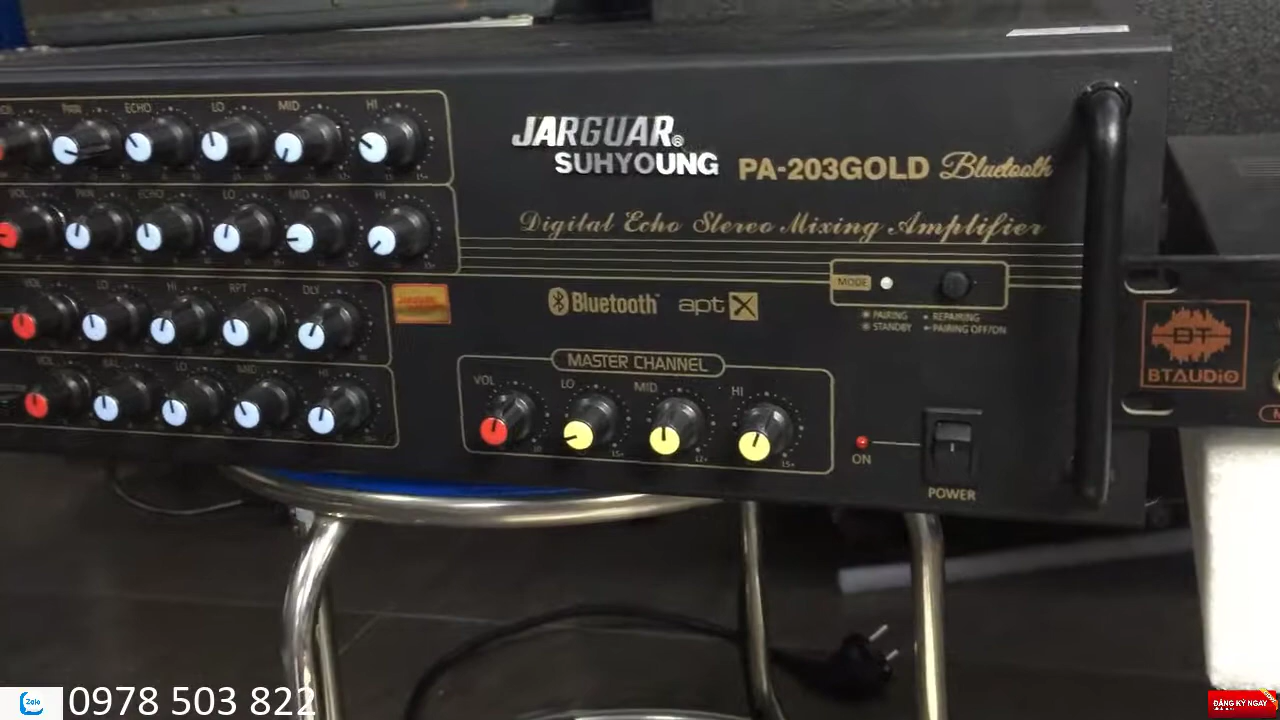 PAN ECHO LO MID HI
JARGUAR®
SUHYOUNG PA-203GOLD Bluetooth
VOL PAN ECHO LO MID HI
Digital Echo Stereo Mixing Amplifier
MODE
VOL LO HI RPT DLY
Bluetooth aptX
PAIRING REPAIRING
STANDBY PAIRING OFF/ON
BT
BTAUDIO
MASTER CHANNEL
VOL BAL LO MID HI
VOL LO MID HI
ON
POWER
Zalo 0978 503 822
ĐĂNG KÝ NGAY